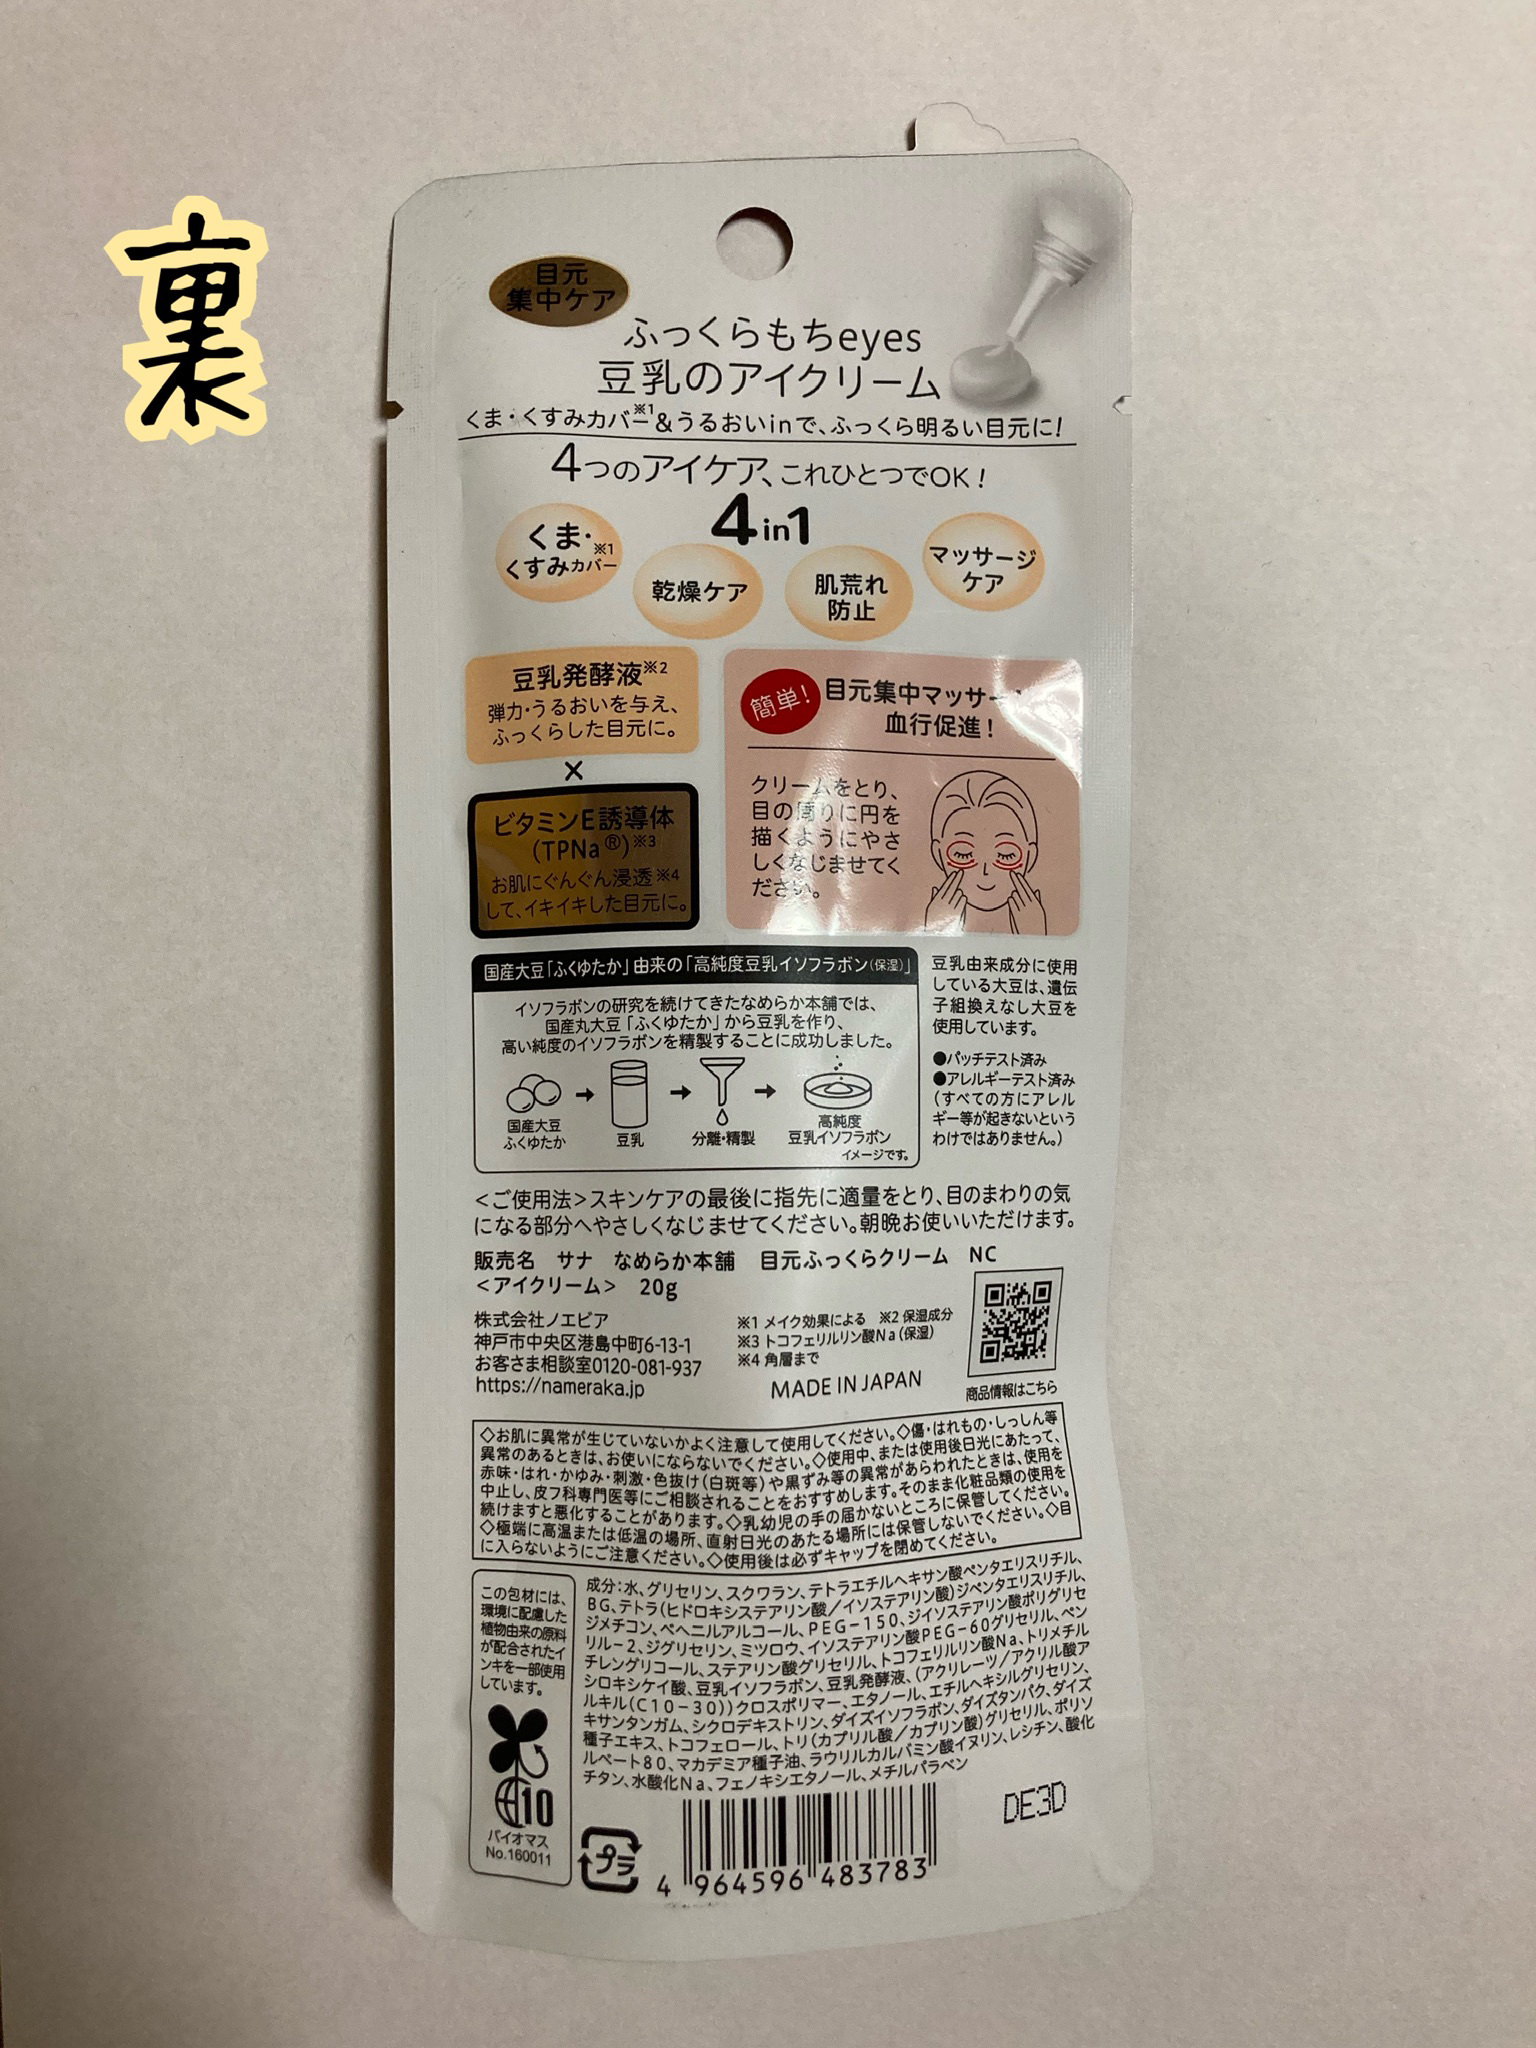 裏
目元
集中ケア
ふっくらもちeyes
豆乳のアイクリーム
くま・くすみカバー※1&うるおいinで、ふっくら明るい目元に!
4つのアイケア、これひとつでOK!
4in1
くま・
くすみカバー※1
乾燥ケア
肌荒れ
防止
マッサージ
ケア
豆乳発酵液※2
弾力・うるおいを与え、
ふっくらした目元に。
×
ビタミンE誘導体
(TPNa®)※3
お肌にぐんぐん浸透※4
して、イキイキした目元に。
簡単!
目元集中マッサージ
血行促進!
クリームをとり、
目の周りに円を
描くようにやさ
しくなじませてく
ださい。
国産大豆「ふくゆたか」由来の「高純度豆乳イソフラボン(保湿)」
イソフラボンの研究を続けてきたなめらか本舗では、
国産丸大豆「ふくゆたか」から豆乳を作り、
高い純度のイソフラボンを精製することに成功しました。
国産大豆
ふくゆたか
豆乳
分離・精製
高純度
豆乳イソフラボン
イメージです。
豆乳由来成分に使用
している大豆は、遺伝
子組換えなし大豆を
使用しています。
●パッチテスト済み
●アレルギーテスト済み
(すべての方にアレル
ギー等が起きないという
わけではありません。)
<ご使用法>スキンケアの最後に指先に適量をとり、目のまわりの気
になる部分へやさしくなじませてください。朝晩お使いいただけます。
販売名 サナ なめらか本舗 目元ふっくらクリーム NC
<アイクリーム> 20g
株式会社ノエビア
神戸市中央区港島中町6-13-1
お客さま相談室0120-081-937
https://nameraka.jp
※1 メイク効果による ※2 保湿成分
※3 トコフェリルリン酸Na(保湿)
※4 角層まで
MADE IN JAPAN
商品情報はこちら
◇お肌に異常が生じていないかよく注意して使用してください。◇傷・はれもの・しっしん等
異常のあるときは、お使いにならないでください。◇使用中、または使用後日光にあたって、
赤味・はれ・かゆみ・刺激・色抜け(白斑等)や黒ずみ等の異常があらわれたときは、使用を
中止し、皮フ科専門医等にご相談されることをおすすめします。そのまま化粧品類の使用を
続けますと悪化することがあります。◇乳幼児の手の届かないところに保管してください。
◇極端に高温または低温の場所、直射日光のあたる場所には保管しないでください。◇目
に入らないようにご注意ください。◇使用後は必ずキャップを閉めてください。
この包材には、
環境に配慮した
植物由来の原料
が配合されたイ
ンキを一部使用
しています。
10
バイオマス
No.160011
成分:水、グリセリン、スクワラン、テトラエチルヘキサン酸ペンタエリスリチル、
BG、テトラ(ヒドロキシステアリン酸/イソステアリン酸)ジペンタエリスリチル、
ジメチコン、ベヘニルアルコール、PEG-150、ジイソステアリン酸ポリグリセ
リル-2、ジグリセリン、ミツロウ、イソステアリン酸PEG-60グリセリル、ペン
チレングリコール、ステアリン酸グリセリル、トコフェリルリン酸Na、トリメチル
シロキシケイ酸、豆乳イソフラボン、豆乳発酵液、(アクリレーツ/アクリル酸ア
ルキル(C10-30))クロスポリマー、エタノール、エチルヘキシルグリセリン、
キサンタンガム、シクロデキストリン、ダイズイソフラボン、ダイズタンパク、ダイズ
種子エキス、トコフェロール、トリ(カプリル酸/カプリン酸)グリセリル、ポリソ
ルベート80、マカデミア種子油、ラウリルカルバミン酸イヌリン、レシチン、酸化
チタン、水酸化Na、フェノキシエタノール、メチルパラベン
プラ
4 964596 483783
DE3D